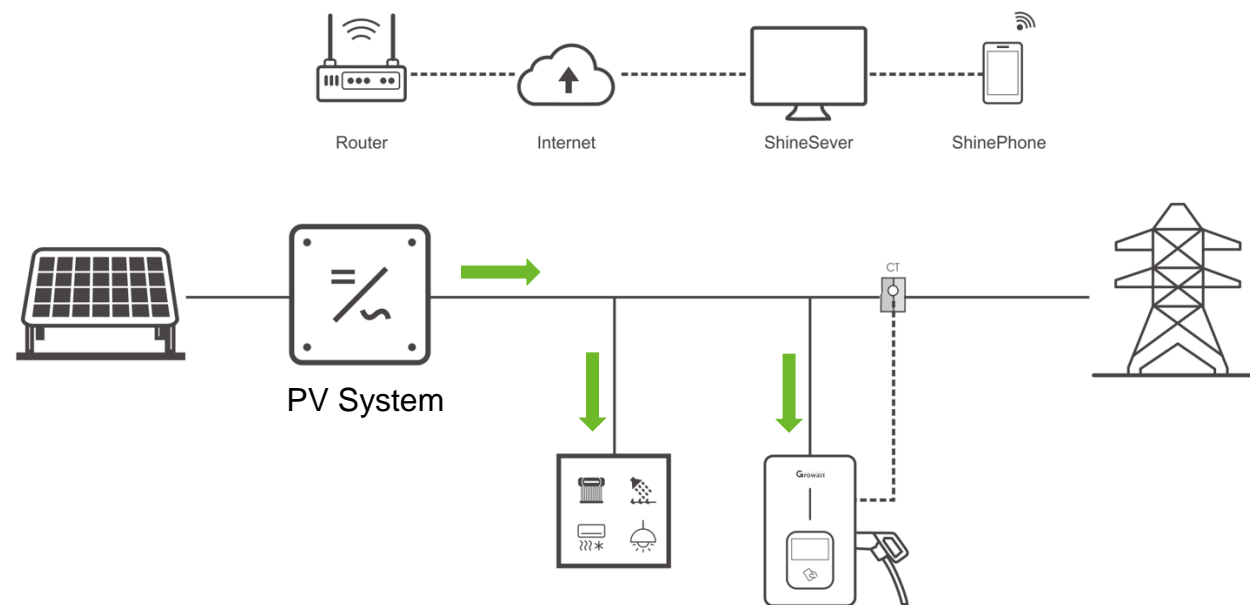 Router
Internet
ShineSever
ShinePhone
CT
PV System
Growatt